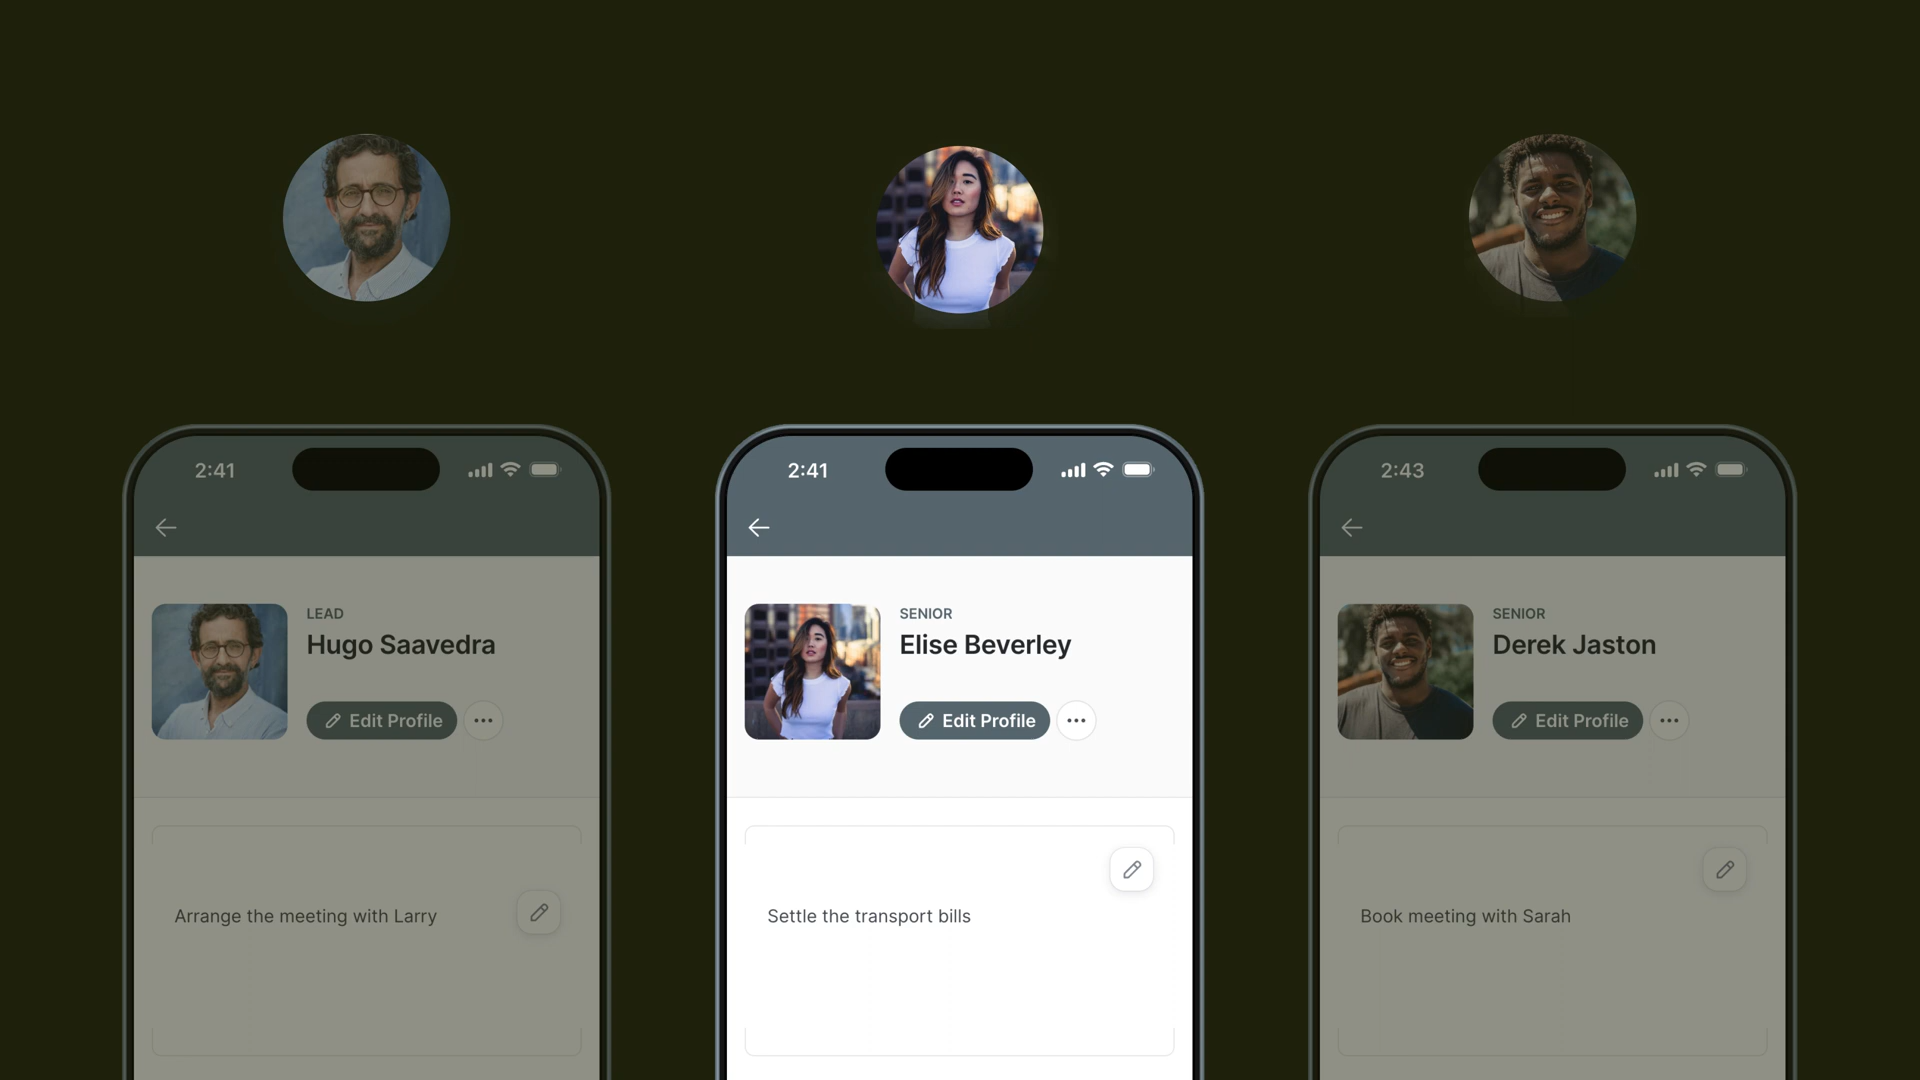 2:41
LEAD
Hugo Saavedra
Edit Profile
Arrange the meeting with Larry
2:41
SENIOR
Elise Beverley
Edit Profile
Settle the transport bills
2:43
SENIOR
Derek Jaston
Edit Profile
Book meeting with Sarah